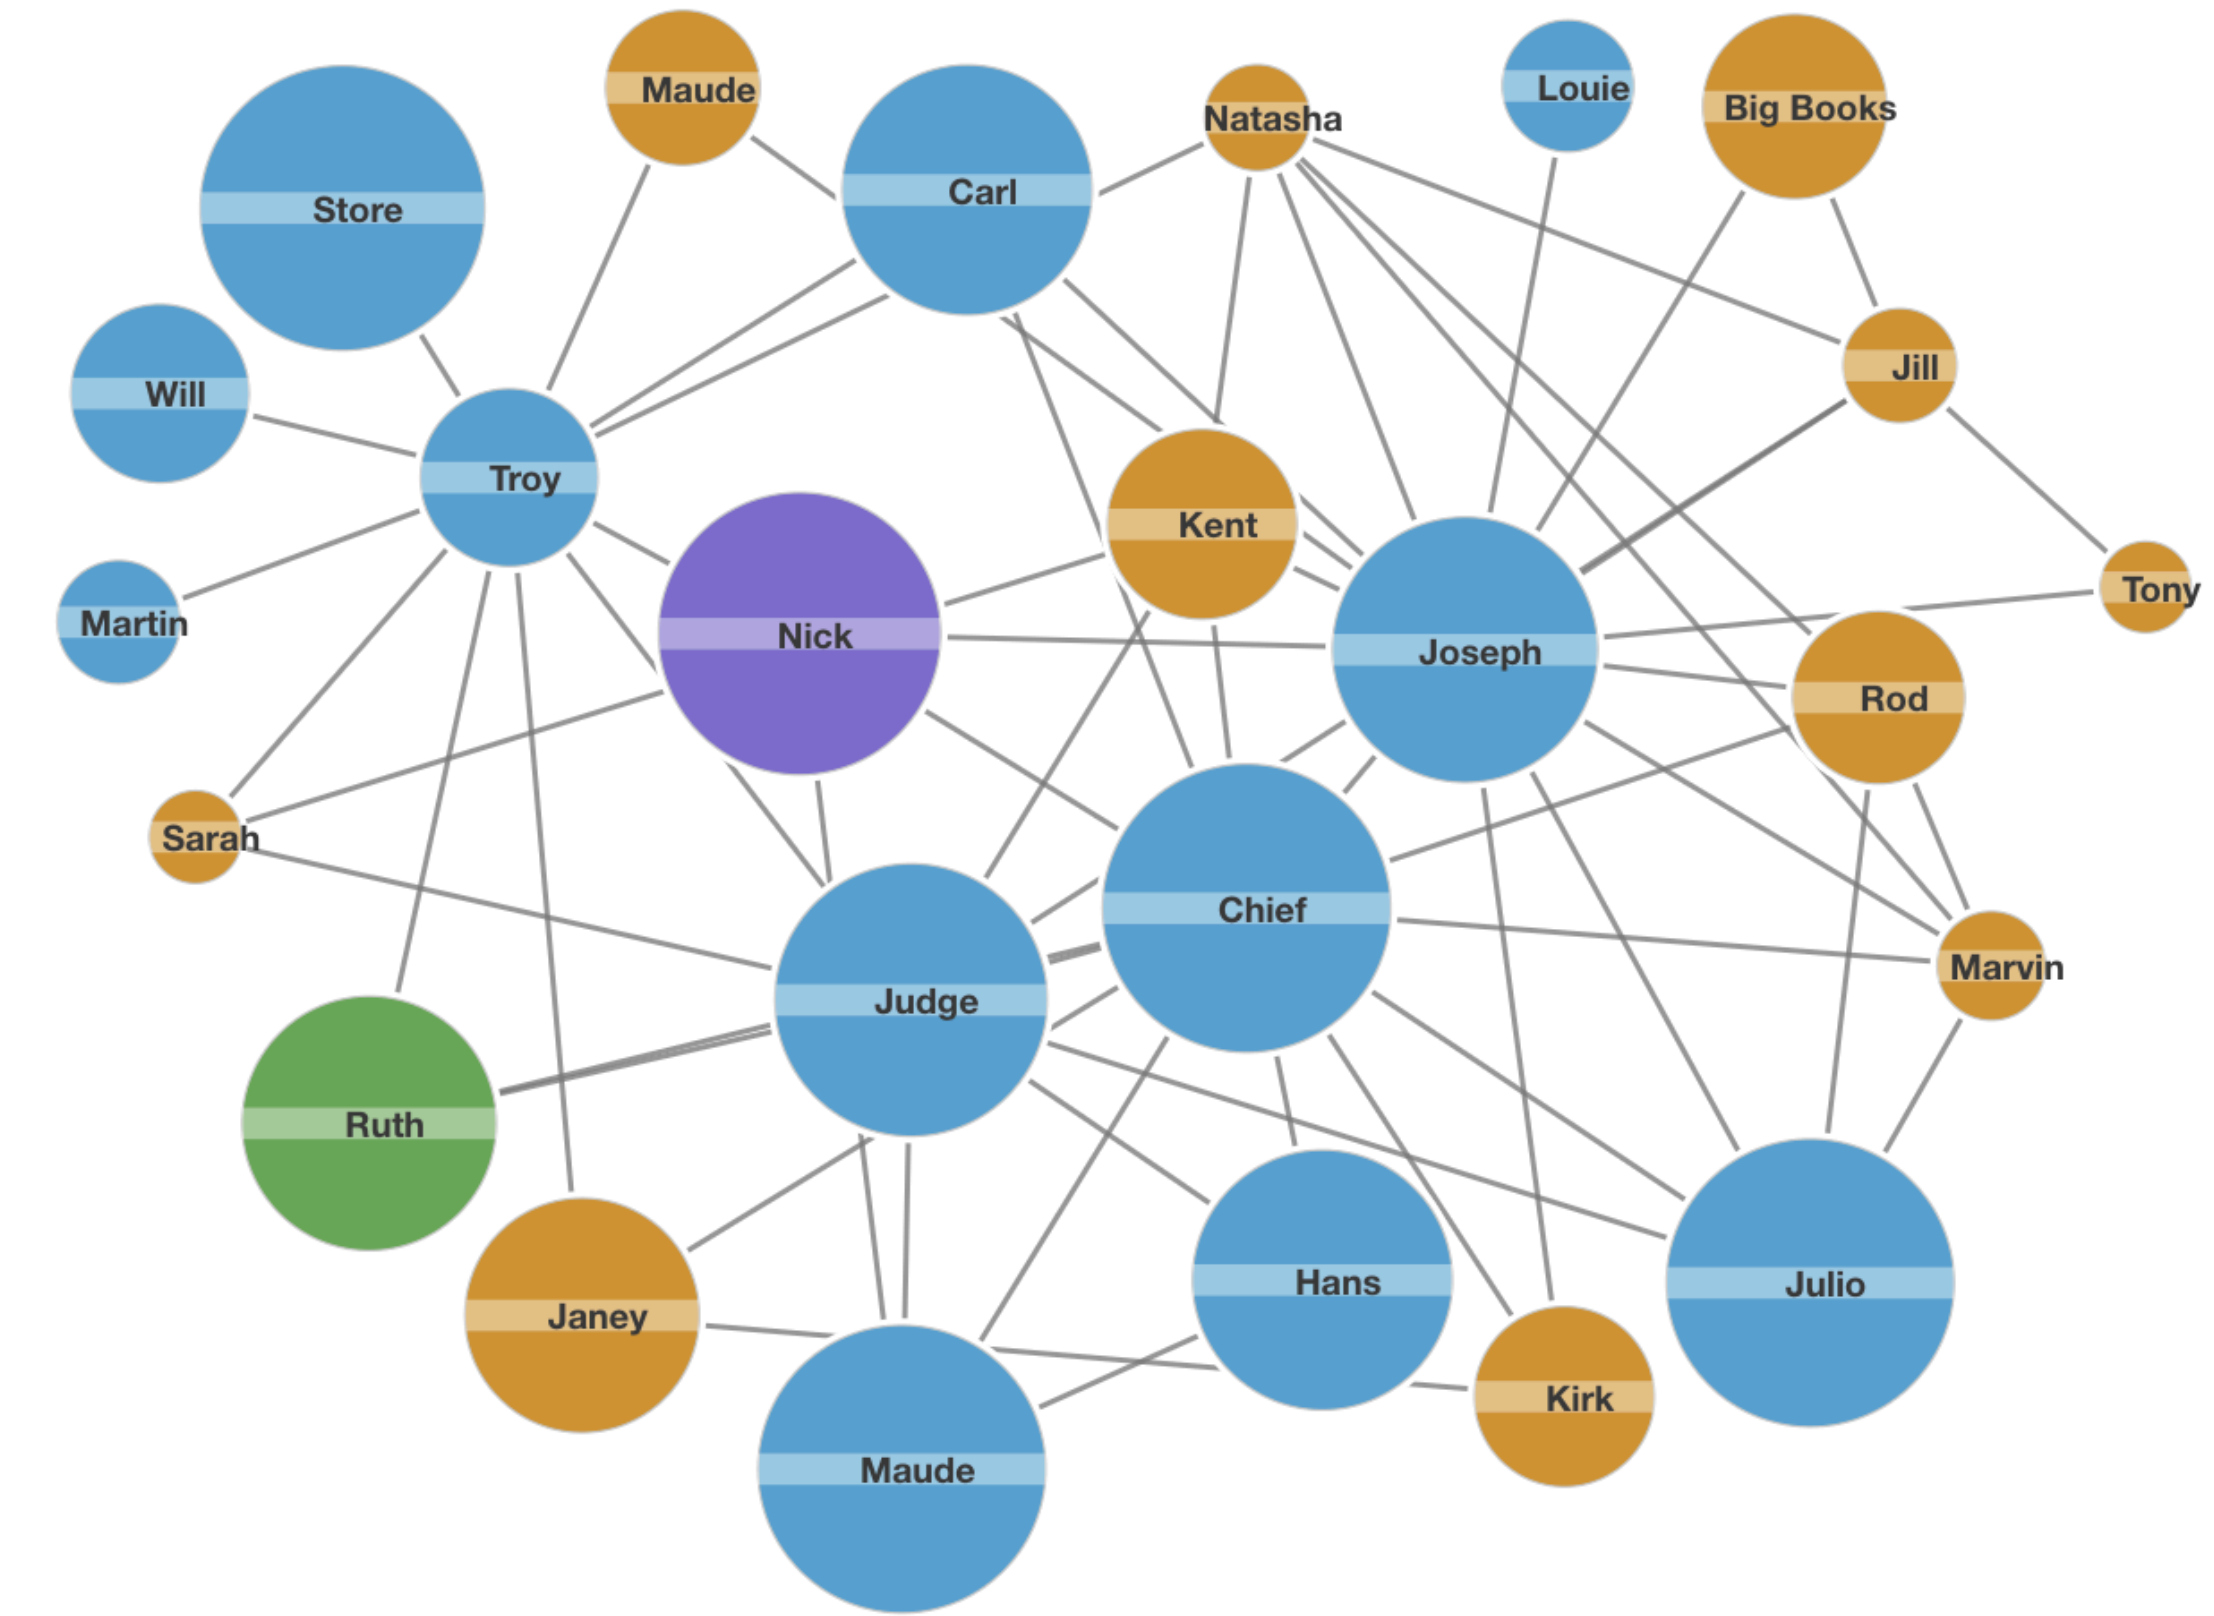 Maude
Louie
Big Books
Natasha
Carl
Store
Jill
Will
Troy
Kent
Tony
Martin
Nick
Joseph
Rod
Sarah
Chief
Marvin
Judge
Ruth
Hans
Julio
Janey
Kirk
Maude